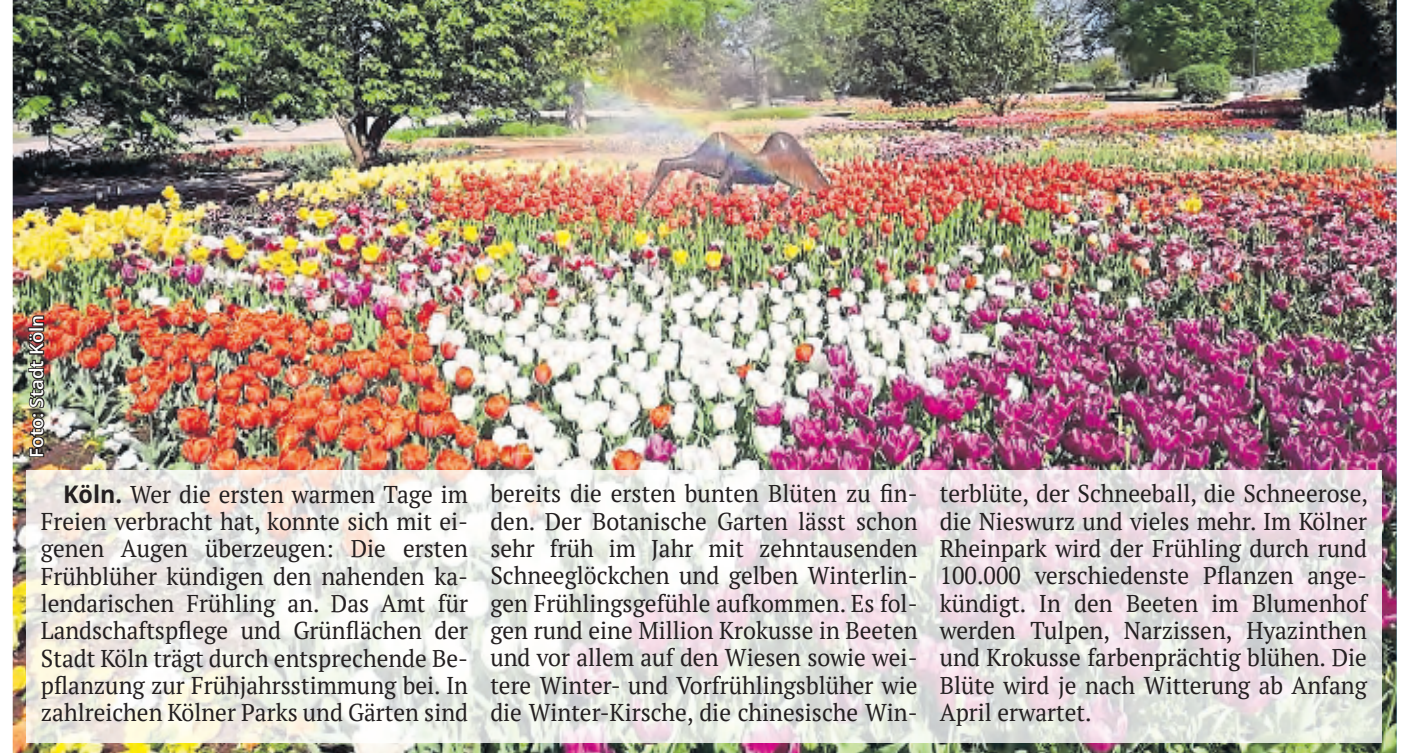 Foto: Stadt Köln
Köln. Wer die ersten warmen Tage im
Freien verbracht hat, konnte sich mit ei-
genen Augen überzeugen: Die ersten
Frühblüher kündigen den nahenden ka-
lendarischen Frühling an. Das Amt für
Landschaftspflege und Grünflächen der
Stadt Köln trägt durch entsprechende Be-
pflanzung zur Frühjahrsstimmung bei. In
zahlreichen Kölner Parks und Gärten sind
bereits die ersten bunten Blüten zu fin-
den. Der Botanische Garten lässt schon
sehr früh im Jahr mit zehntausenden
Schneeglöckchen und gelben Winterlin-
gen Frühlingsgefühle aufkommen. Es fol-
gen rund eine Million Krokusse in Beeten
und vor allem auf den Wiesen sowie wei-
tere Winter- und Vorfrühlingsblüher wie
die Winter-Kirsche, die chinesische Win-
terblüte, der Schneeball, die Schneerose,
die Nieswurz und vieles mehr. Im Kölner
Rheinpark wird der Frühling durch rund
100.000 verschiedenste Pflanzen ange-
kündigt. In den Beeten im Blumenhof
werden Tulpen, Narzissen, Hyazinthen
und Krokusse farbenprächtig blühen. Die
Blüte wird je nach Witterung ab Anfang
April erwartet.